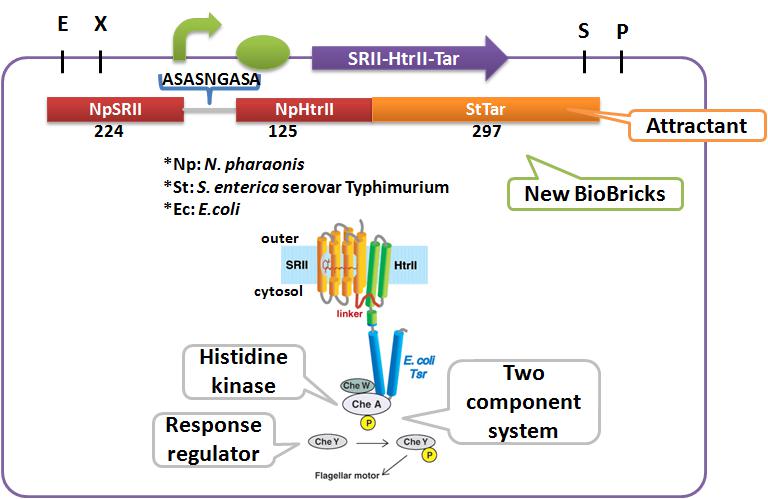 E X S P
SRII-HtrII-Tar
ASASNGASA
NpSRII NpHtrII StTar
224 125 297
Attractant
*Np: N. pharaonis
*St: S. enterica serovar Typhimurium
*Ec: E.coli
New BioBricks
outer
SRII HtrII
cytosol
linker
E. coli
Tsr
Histidine
kinase
Che W
Che A
P
Two
component
system
Response
regulator
Che Y Che Y
P
Flagellar motor